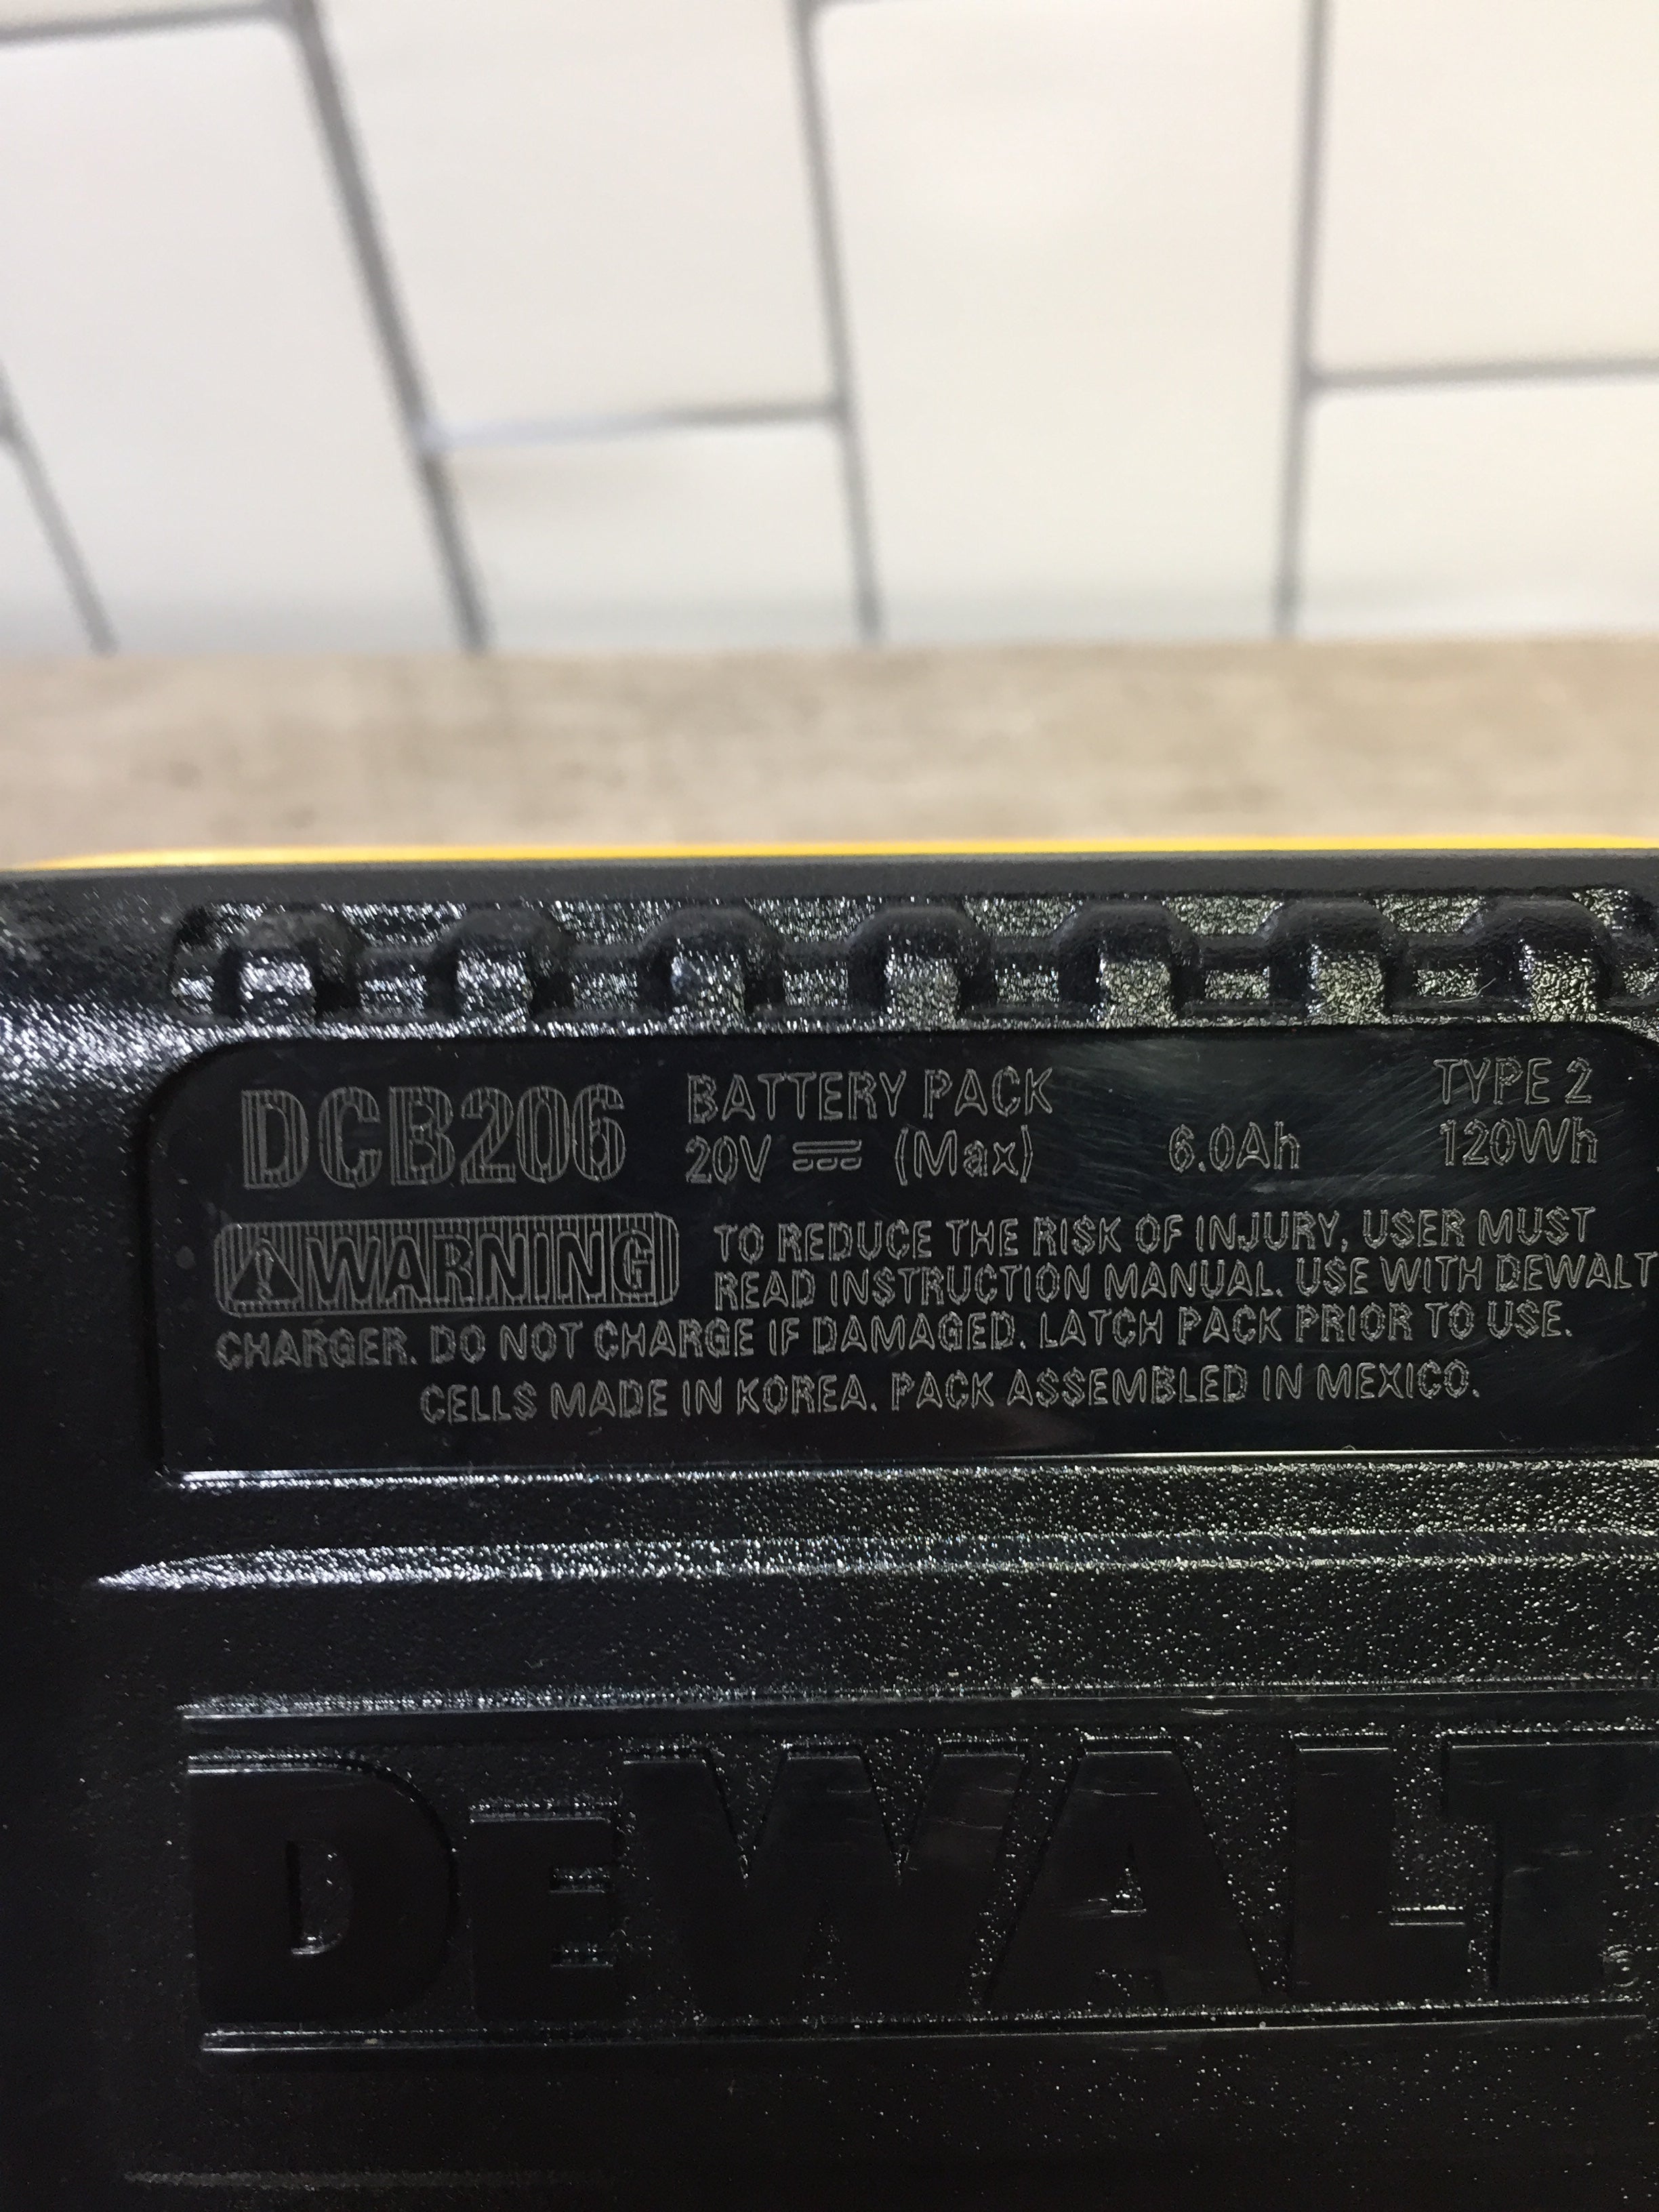 DCB206 BATTERY PACK TYPE 2
20V (Max) 6.0Ah 120Wh
WARNING TO REDUCE THE RISK OF INJURY, USER MUST
READ INSTRUCTION MANUAL. USE WITH DEWALT
CHARGER. DO NOT CHARGE IF DAMAGED. LATCH PACK PRIOR TO USE.
CELLS MADE IN KOREA. PACK ASSEMBLED IN MEXICO.
DEWALT